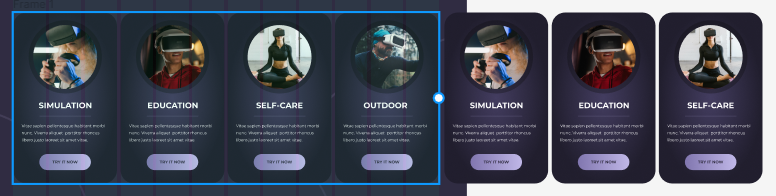 Frame
SIMULATION
Vitae sapien pellentesque habitant morbi
nunc. Viverra aliquet porttitor rhoncus
libero justo laoreet sit amet vitae.
TRY IT NOW
EDUCATION
Vitae sapien pellentesque habitant morbi
nunc. Viverra aliquet porttitor rhoncus
libero justo laoreet sit amet vitae.
TRY IT NOW
SELF-CARE
Vitae sapien pellentesque habitant morbi
nunc. Viverra aliquet porttitor rhoncus
libero justo laoreet sit amet vitae.
TRY IT NOW
OUTDOOR
Vitae sapien pellentesque habitant morbi
nunc. Viverra aliquet porttitor rhoncus
libero justo laoreet sit amet vitae.
TRY IT NOW
SIMULATION
Vitae sapien pellentesque habitant morbi
nunc. Viverra aliquet porttitor rhoncus
libero justo laoreet sit amet vitae.
TRY IT NOW
EDUCATION
Vitae sapien pellentesque habitant morbi
nunc. Viverra aliquet porttitor rhoncus
libero justo laoreet sit amet vitae.
TRY IT NOW
SELF-CARE
Vitae sapien pellentesque habitant morbi
nunc. Viverra aliquet porttitor rhoncus
libero justo laoreet sit amet vitae.
TRY IT NOW